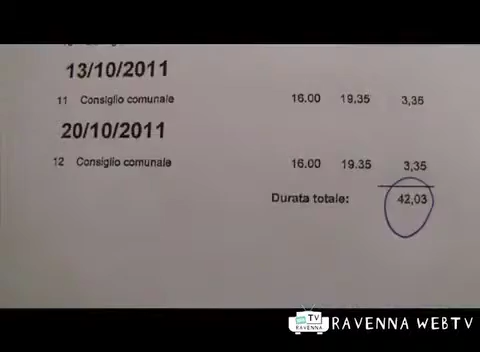 13/10/2011
11 Consiglio comunale 16.00 19.35 3,35
20/10/2011
12 Consiglio comunale 16.00 19.35 3,35
Durata totale: 42,03
TV
RAVENNA
RAVENNA WEBTV